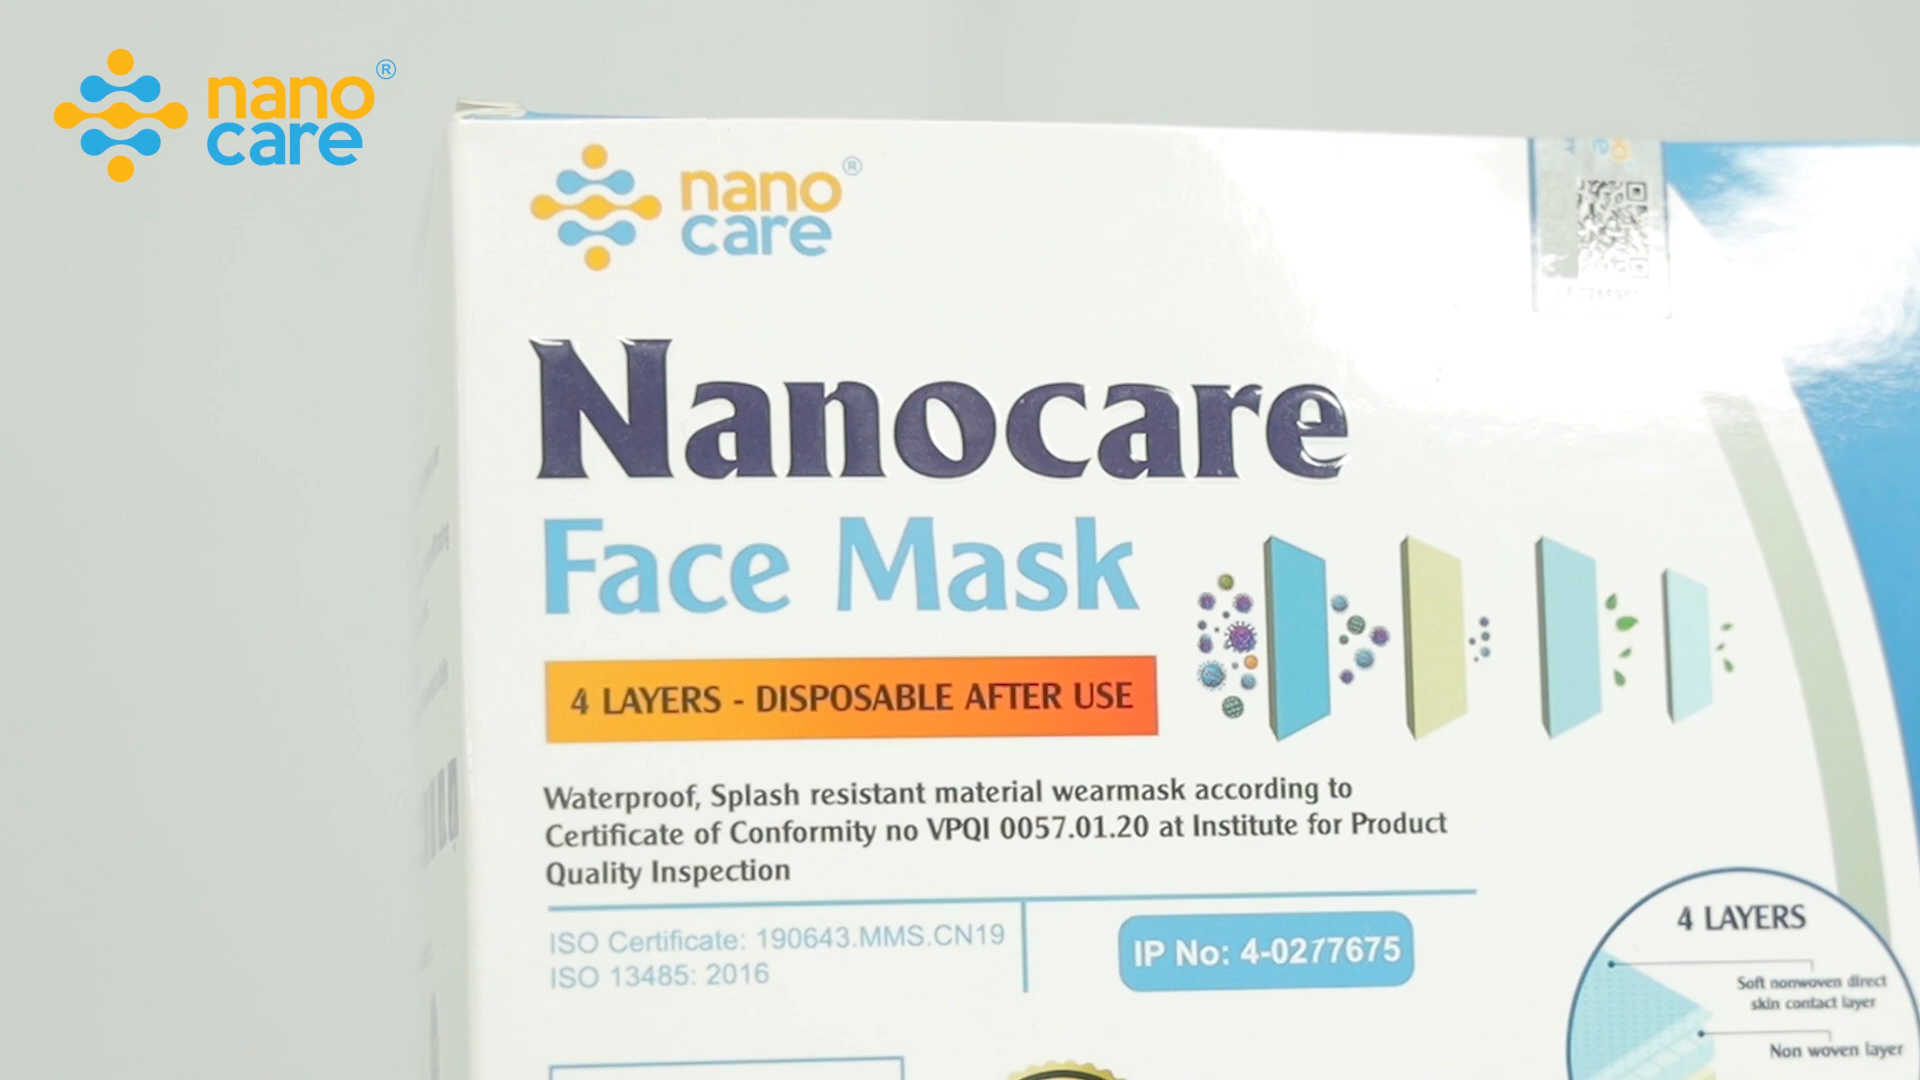 nano®
care
nano®
care
Nanocare
Face Mask
4 LAYERS - DISPOSABLE AFTER USE
Waterproof, Splash resistant material wearmask according to
Certificate of Conformity no VPQI 0057.01.20 at Institute for Product
Quality Inspection
ISO Certificate: 190643.MMS.CN19
ISO 13485: 2016
IP No: 4-0277675
4 LAYERS
Soft nonwoven direct
skin contact layer
Non woven layer